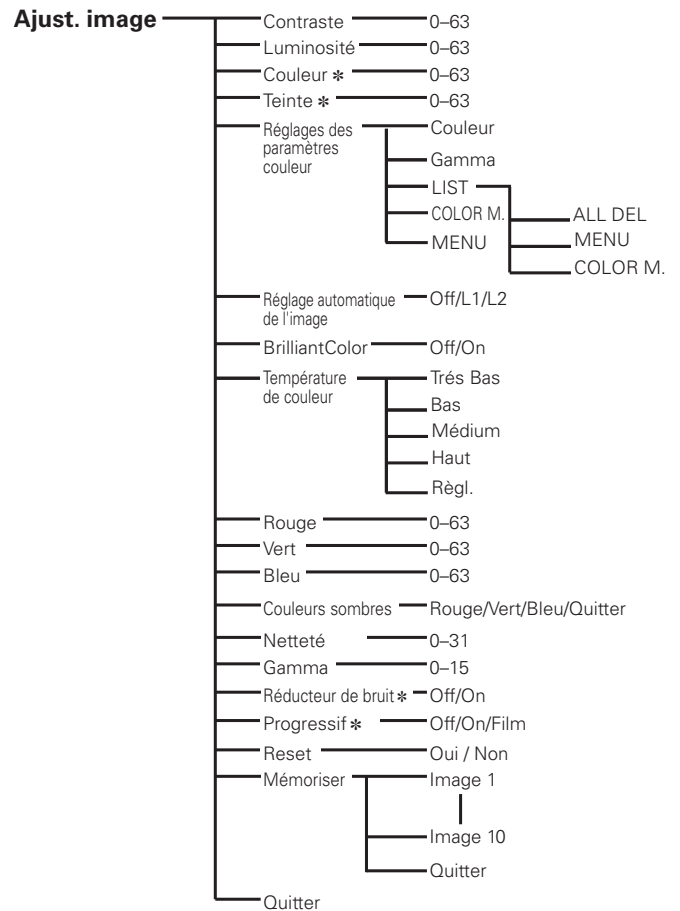 Ajust. image
Contraste 0–63
Luminosité 0–63
Couleur ✻ 0–63
Teinte ✻ 0–63
Réglages des
paramètres
couleur
Couleur
Gamma
LIST
COLOR M.
MENU
ALL DEL
MENU
COLOR M.
Réglage automatique
de l'image
Off/L1/L2
BrilliantColor Off/On
Température
de couleur
Trés Bas
Bas
Médium
Haut
Règl.
Rouge 0–63
Vert 0–63
Bleu 0–63
Couleurs sombres Rouge/Vert/Bleu/Quitter
Netteté 0–31
Gamma 0–15
Réducteur de bruit ✻ Off/On
Progressif ✻ Off/On/Film
Reset Oui / Non
Mémoriser Image 1
Image 10
Quitter
Quitter